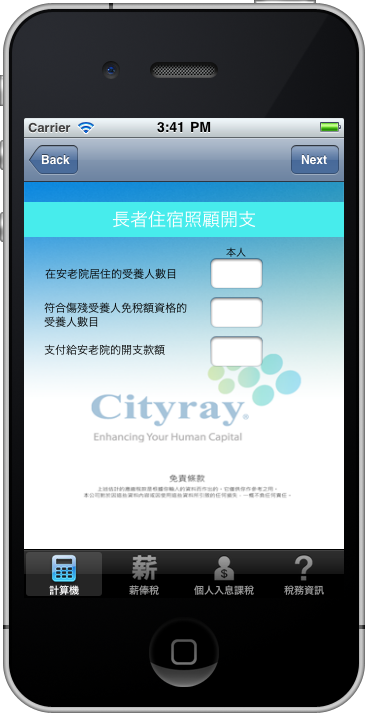 Carrier 3:41 PM
Back Next
長者住宿照顧開支
本人
在安老院居住的受養人數目
符合傷殘受養人免稅額資格的
受養人數目
支付給安老院的開支款額
Cityray®
Enhancing Your Human Capital
免責條款
計算機 薪俸稅 個人入息課稅 稅務資訊
薪
$
?